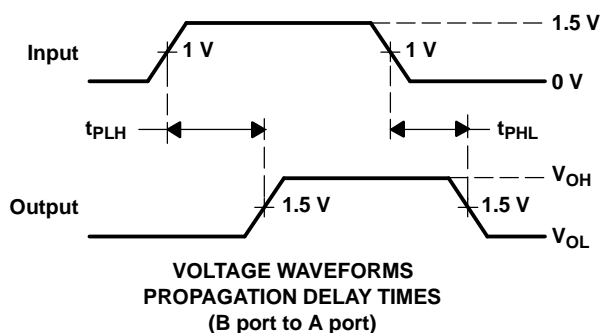 1.5 V
Input
1 V
1 V
0 V
tPLH
tPHL
VOH
Output
1.5 V
1.5 V
VOL
VOLTAGE WAVEFORMS
PROPAGATION DELAY TIMES
(B port to A port)